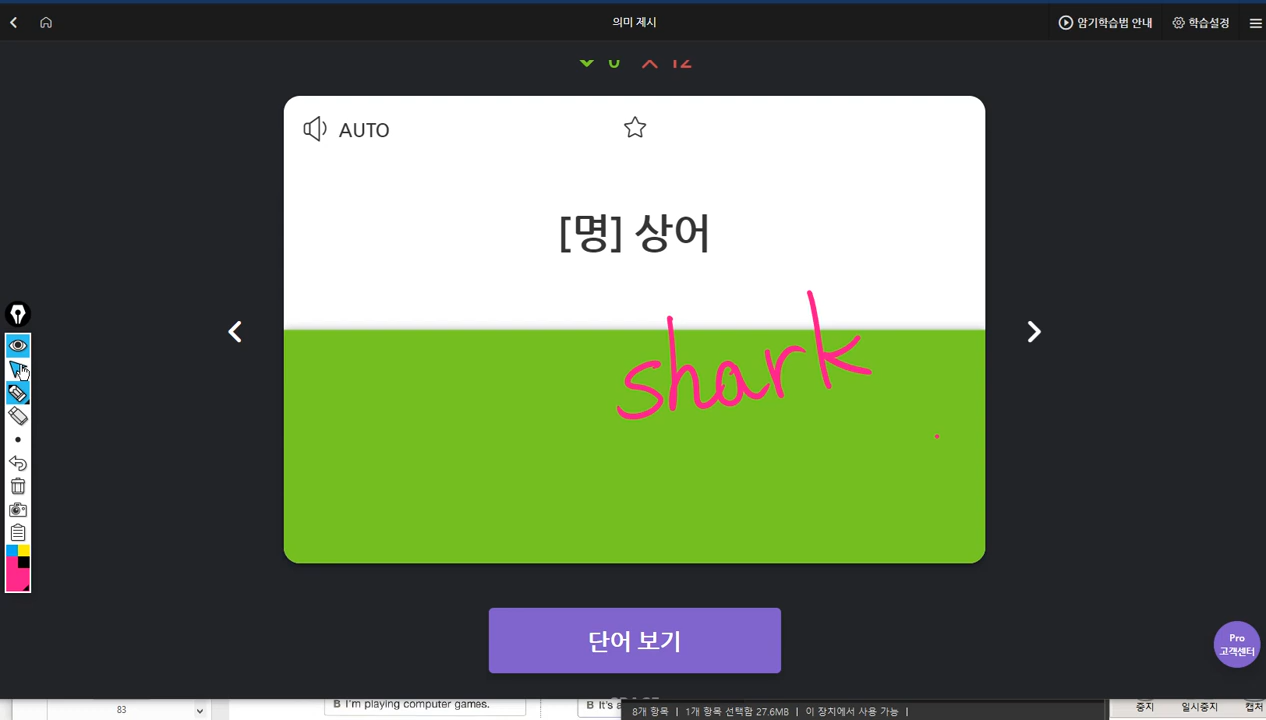 의미 제시
암기학습법 안내
학습설정
AUTO
[명] 상어
shark
단어 보기
Pro
고객센터
83
B I'm playing computer games.
B It's a
8개 항목 | 1개 항목 선택함 27.6MB | 이 장치에서 사용 가능 |
중지 일시중지 캡처